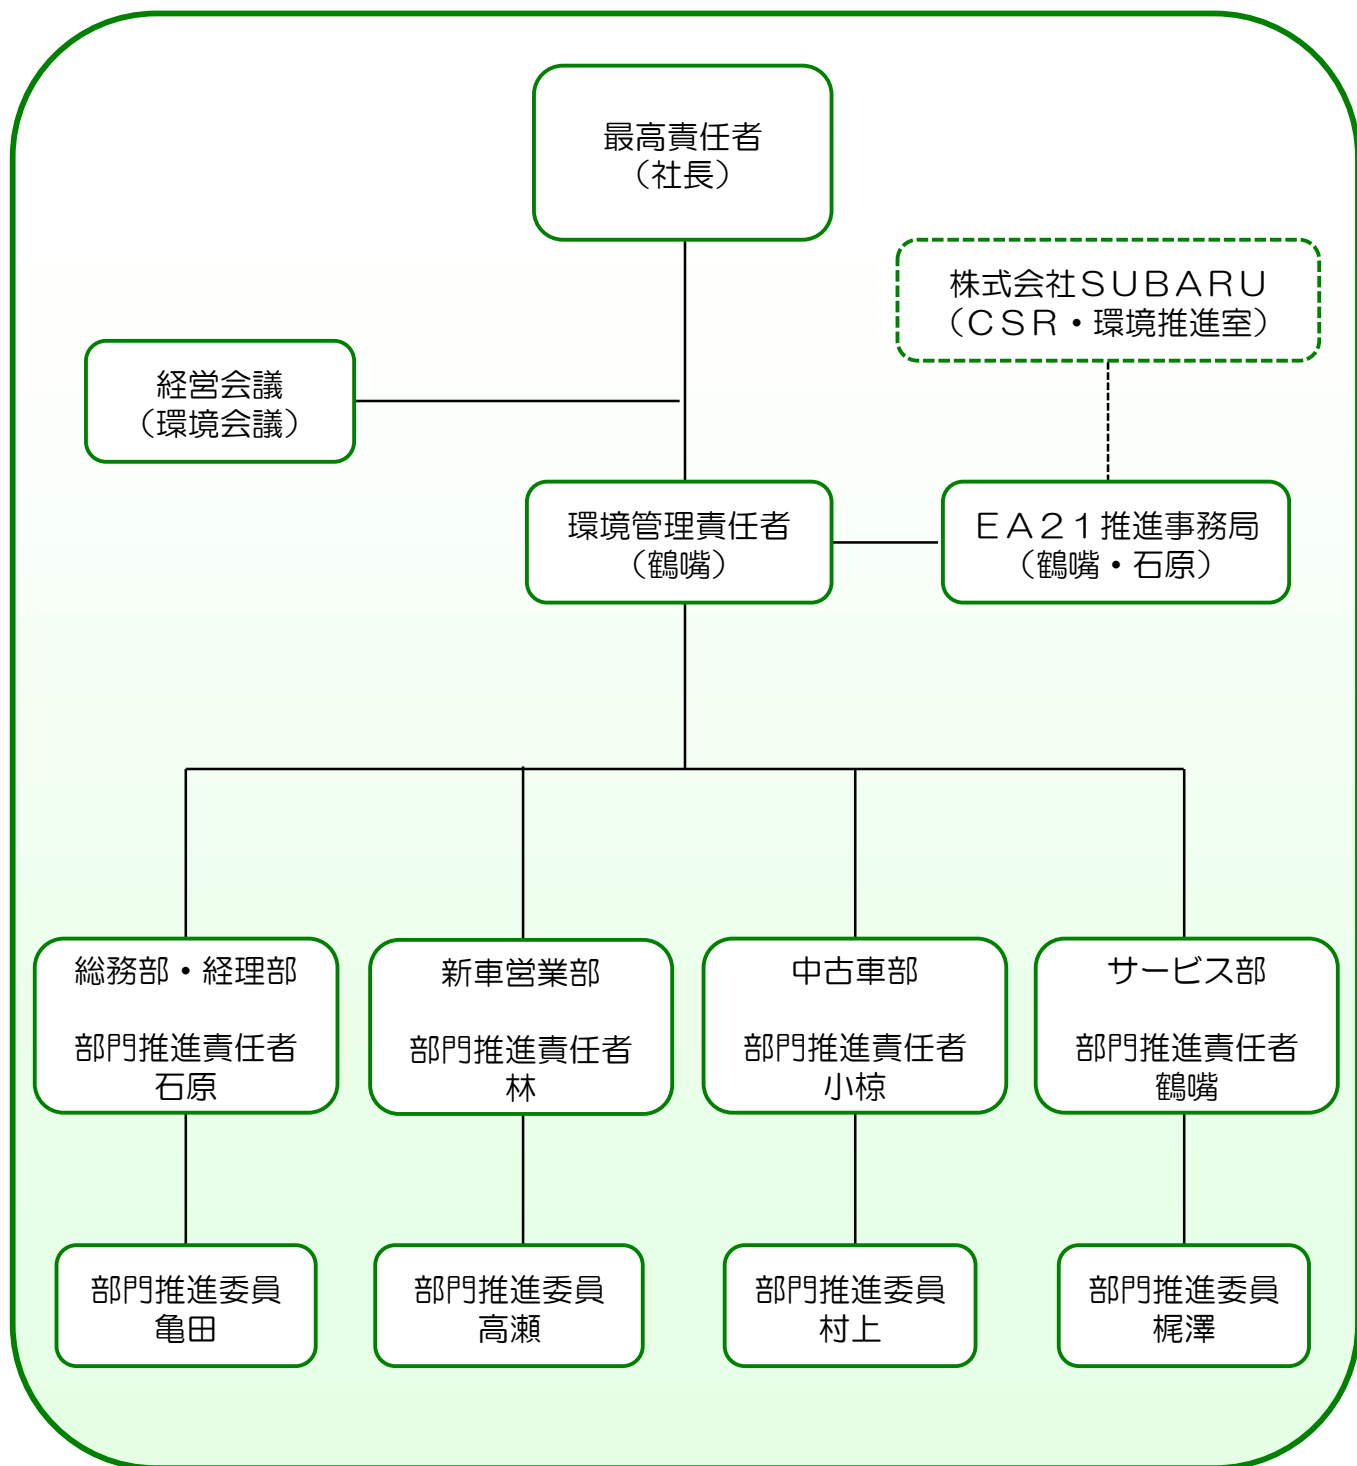 最高責任者
（社長）
株式会社ＳＵＢＡＲＵ
（ＣＳＲ・環境推進室）
経営会議
（環境会議）
環境管理責任者
（鶴嘴）
ＥＡ２１推進事務局
（鶴嘴・石原）
総務部・経理部
部門推進責任者
石原
新車営業部
部門推進責任者
林
中古車部
部門推進責任者
小椋
サービス部
部門推進責任者
鶴嘴
部門推進委員
亀田
部門推進委員
高瀬
部門推進委員
村上
部門推進委員
梶澤